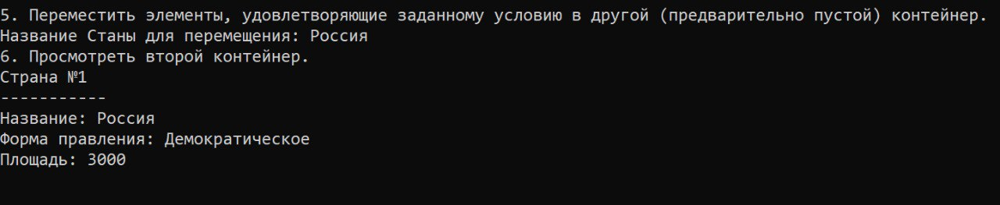 5. Переместить элементы, удовлетворяющие заданному условию в другой (предварительно пустой) контейнер.
Название Станы для перемещения: Россия
6. Просмотреть второй контейнер.
Страна №1
-----------
Название: Россия
Форма правления: Демократическое
Площадь: 3000